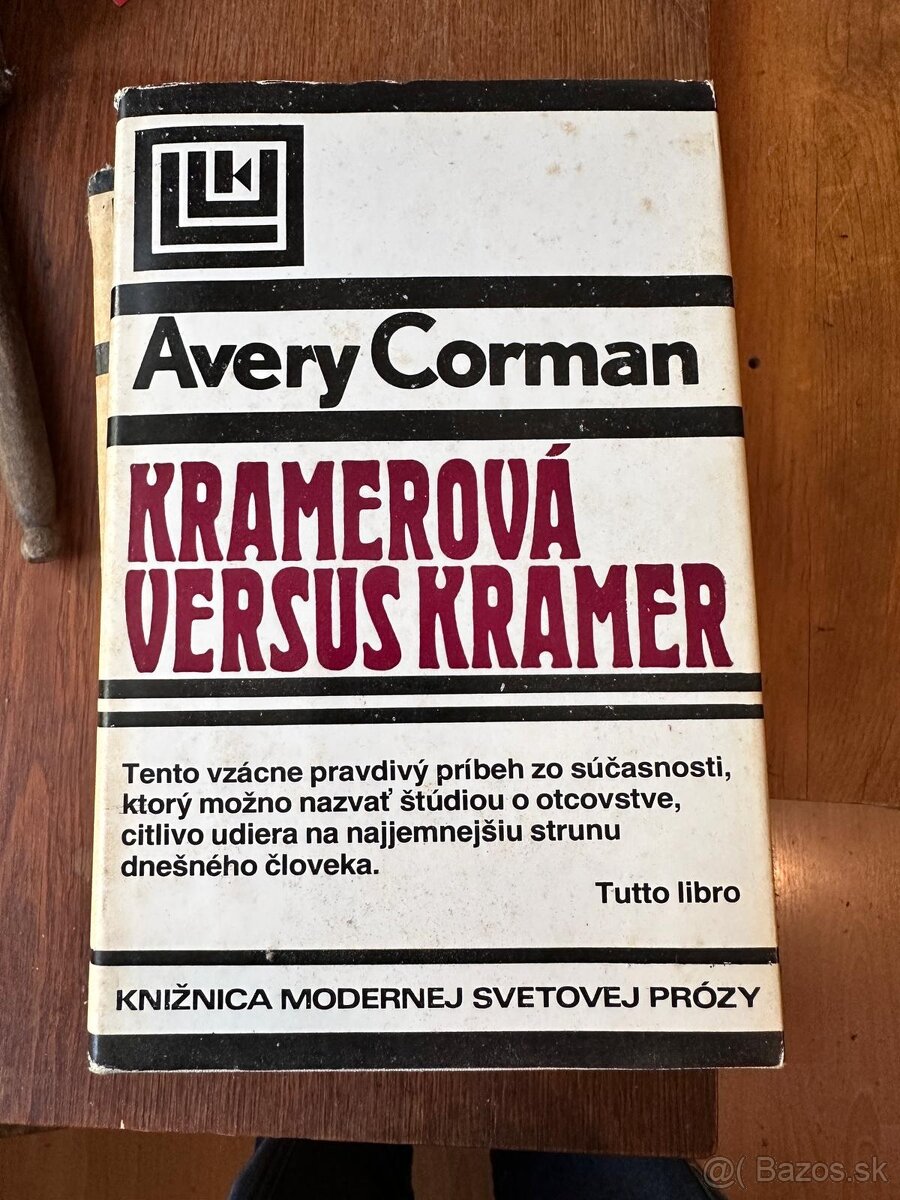 Avery Corman
KRAMEROVÁ
VERSUS KRAMER
Tento vzácne pravdivý príbeh zo súčasnosti,
ktorý možno nazvať štúdiou o otcovstve,
citlivo udiera na najjemnejšiu strunu
dnešného človeka.
Tutto libro
KNIŽNICA MODERNEJ SVETOVEJ PRÓZY
@( Bazos.sk